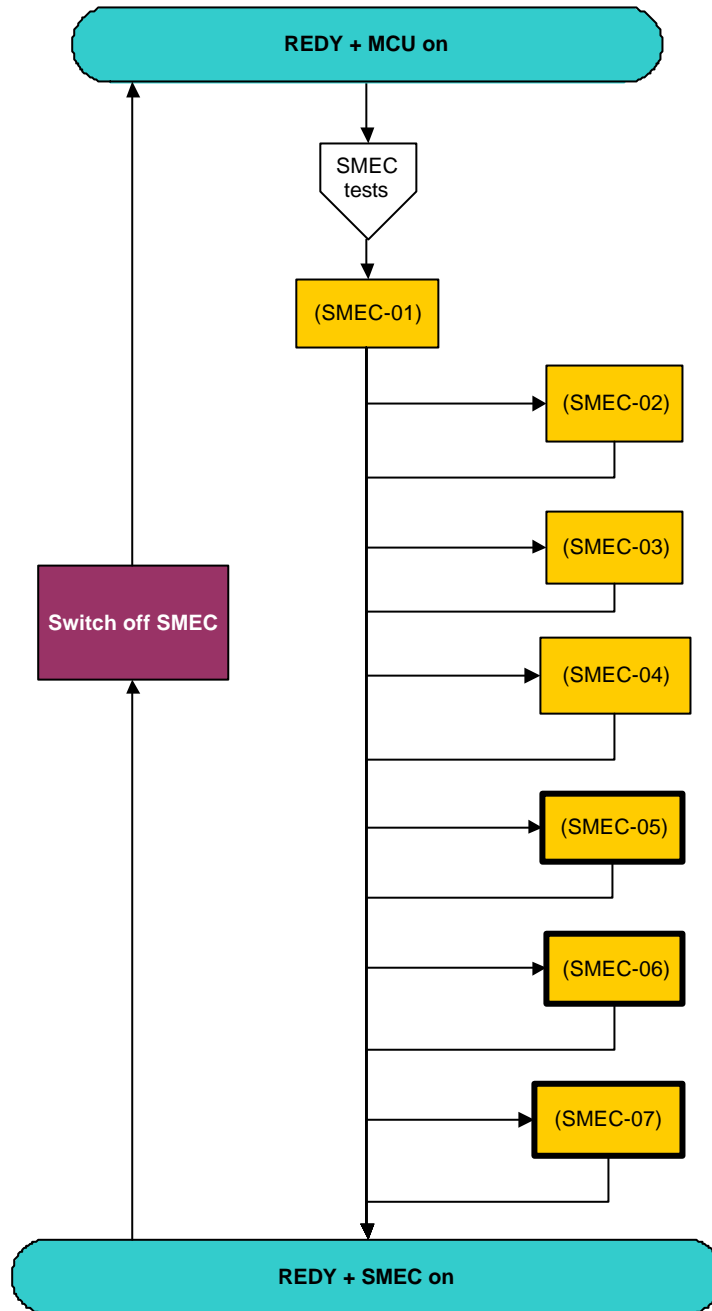 REDY + MCU on
SMEC
tests
(SMEC-01)
(SMEC-02)
(SMEC-03)
Switch off SMEC
(SMEC-04)
(SMEC-05)
(SMEC-06)
(SMEC-07)
REDY + SMEC on